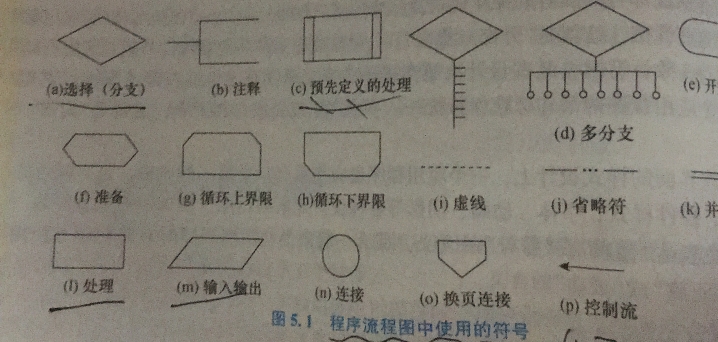 (a)选择（分支）
(b) 注释
(c) 预先定义的处理
(d) 多分支
(e) 开
(f) 准备
(g) 循环上界限
(h)循环下界限
(i) 虚线
(j) 省略符
(k) 并
(l) 处理
(m) 输入输出
(n) 连接
(o) 换页连接
(p) 控制流
图 5.1 程序流程图中使用的符号